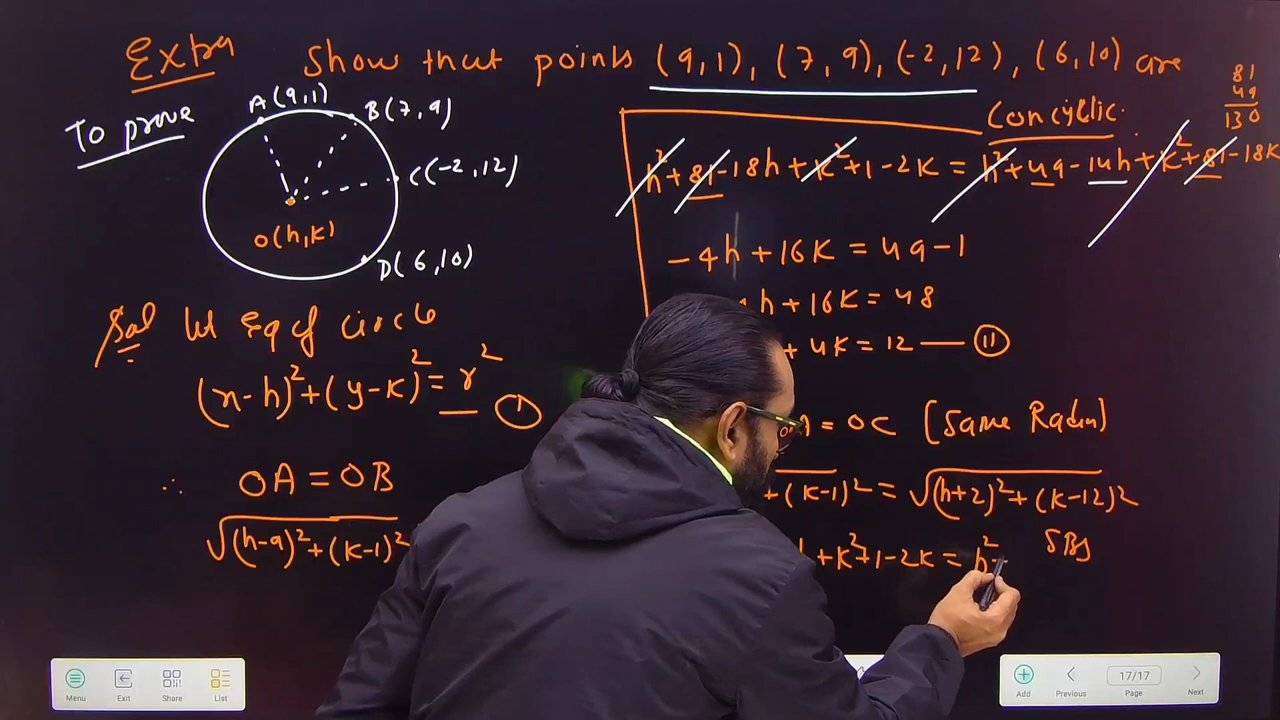 Extra Show that points (9,1), (7,9), (-2,12), (6,10) are
Concyclic.
81
49
130
To prove
A(9,1)
B(7,9)
C(-2,12)
O(h,k)
D(6,10)
h²+81-18h+k²+1-2k = h²+49-14h+k²+81-18k
-4h+16k = 49-1
h+16k = 48
+4k = 12 — (11)
Sol let Eq of circle
(x-h)²+(y-k)² = r² — (1)
∴ OA = OB
√(h-9)²+(k-1)²
A = OC (Same Radius)
+(k-1)² = √(h+2)²+(k-12)²
+k²+1-2k = h²+
SBS
Menu Exit Share List
Add Previous 17/17 Page Next